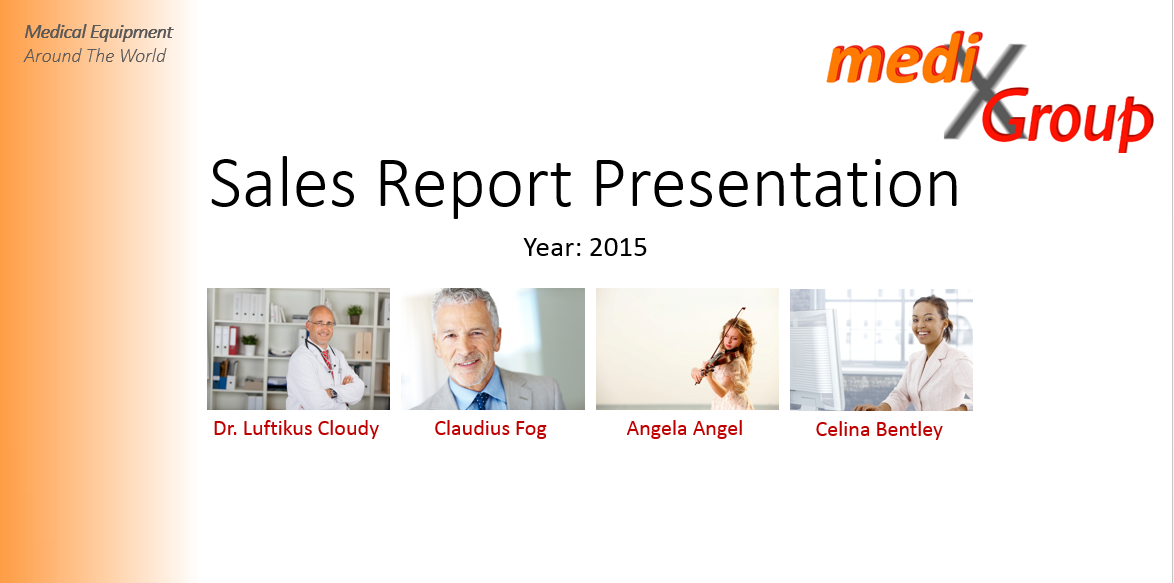 Medical Equipment
Around The World
medi
X
Group
Sales Report Presentation
Year: 2015
Dr. Luftikus Cloudy
Claudius Fog
Angela Angel
Celina Bentley